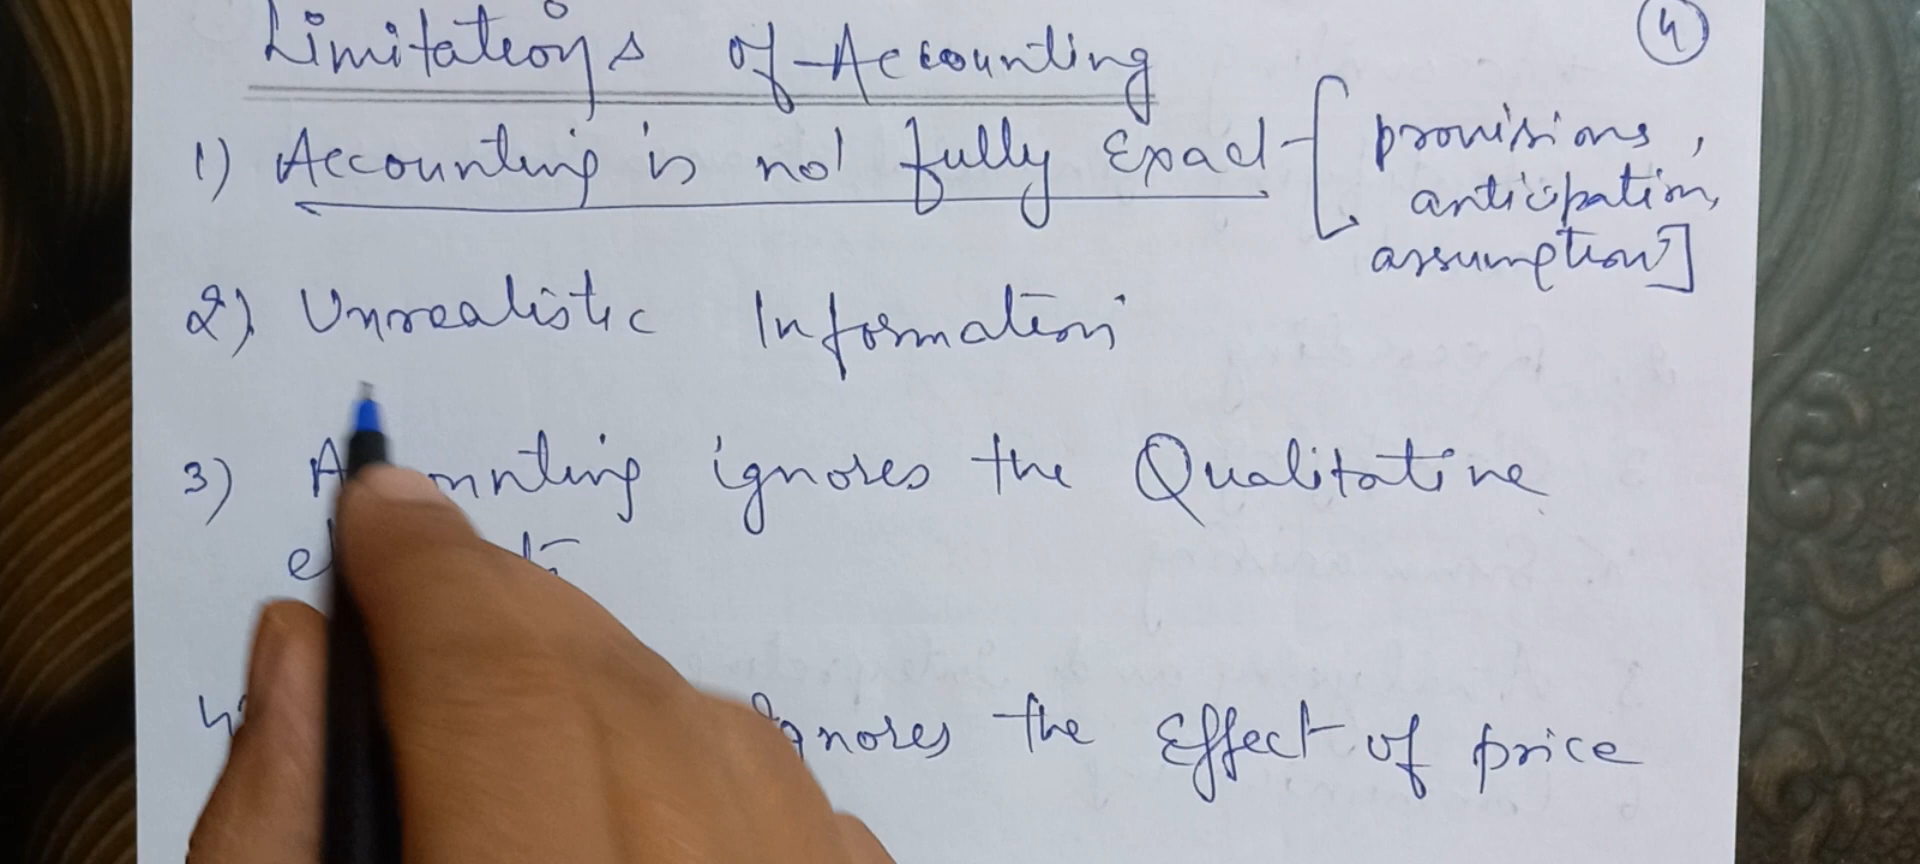 Limitations of Accounting
4
1) Accounting is not fully Exact
[provisions,
anticipation,
assumption]
2) Unrealistic Information
3) ignores the Qualitative
4) ignores the Effect of price